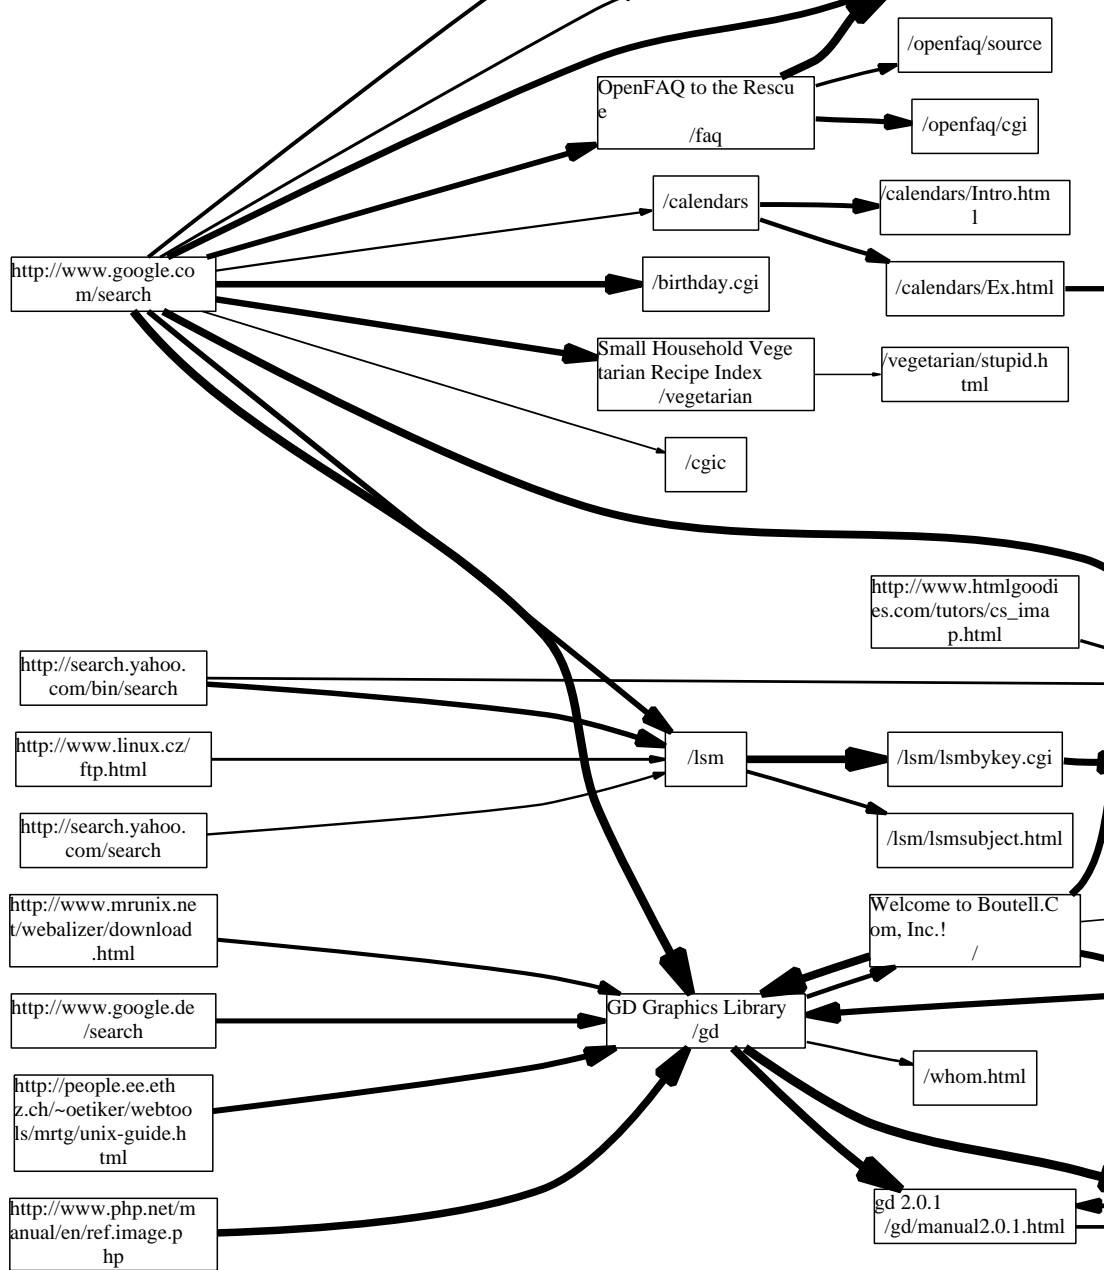 /openfaq/source
OpenFAQ to the Rescu
e
/faq
/openfaq/cgi
/calendars
/calendars/Intro.htm
l
http://www.google.co
m/search
/birthday.cgi
/calendars/Ex.html
Small Household Vege
tarian Recipe Index
/vegetarian
/vegetarian/stupid.h
tml
/cgic
http://www.htmlgoodi
es.com/tutors/cs_ima
p.html
http://search.yahoo.
com/bin/search
http://www.linux.cz/
ftp.html
/lsm
/lsm/lsmbykey.cgi
http://search.yahoo.
com/search
/lsm/lsmsubject.html
http://www.mrunix.ne
t/webalizer/download
.html
Welcome to Boutell.C
om, Inc.!
/
http://www.google.de
/search
GD Graphics Library
/gd
/whom.html
http://people.ee.eth
z.ch/~oetiker/webtoo
ls/mrtg/unix-guide.h
tml
http://www.php.net/m
anual/en/ref.image.p
hp
gd 2.0.1
/gd/manual2.0.1.html